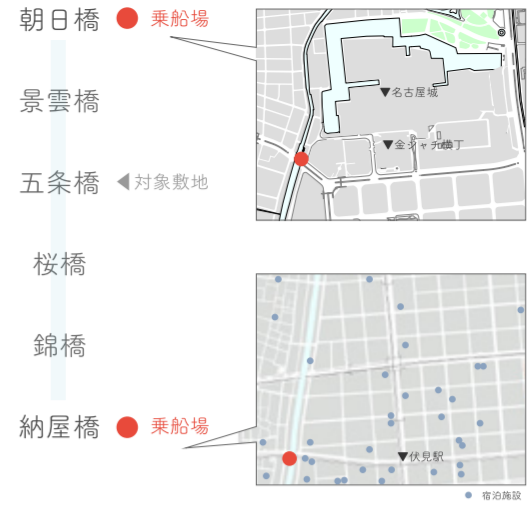 朝日橋
乗船場
景雲橋
五条橋
対象敷地
桜橋
錦橋
納屋橋
乗船場
▼名古屋城
▼金シャチ横丁
▼伏見駅
宿泊施設